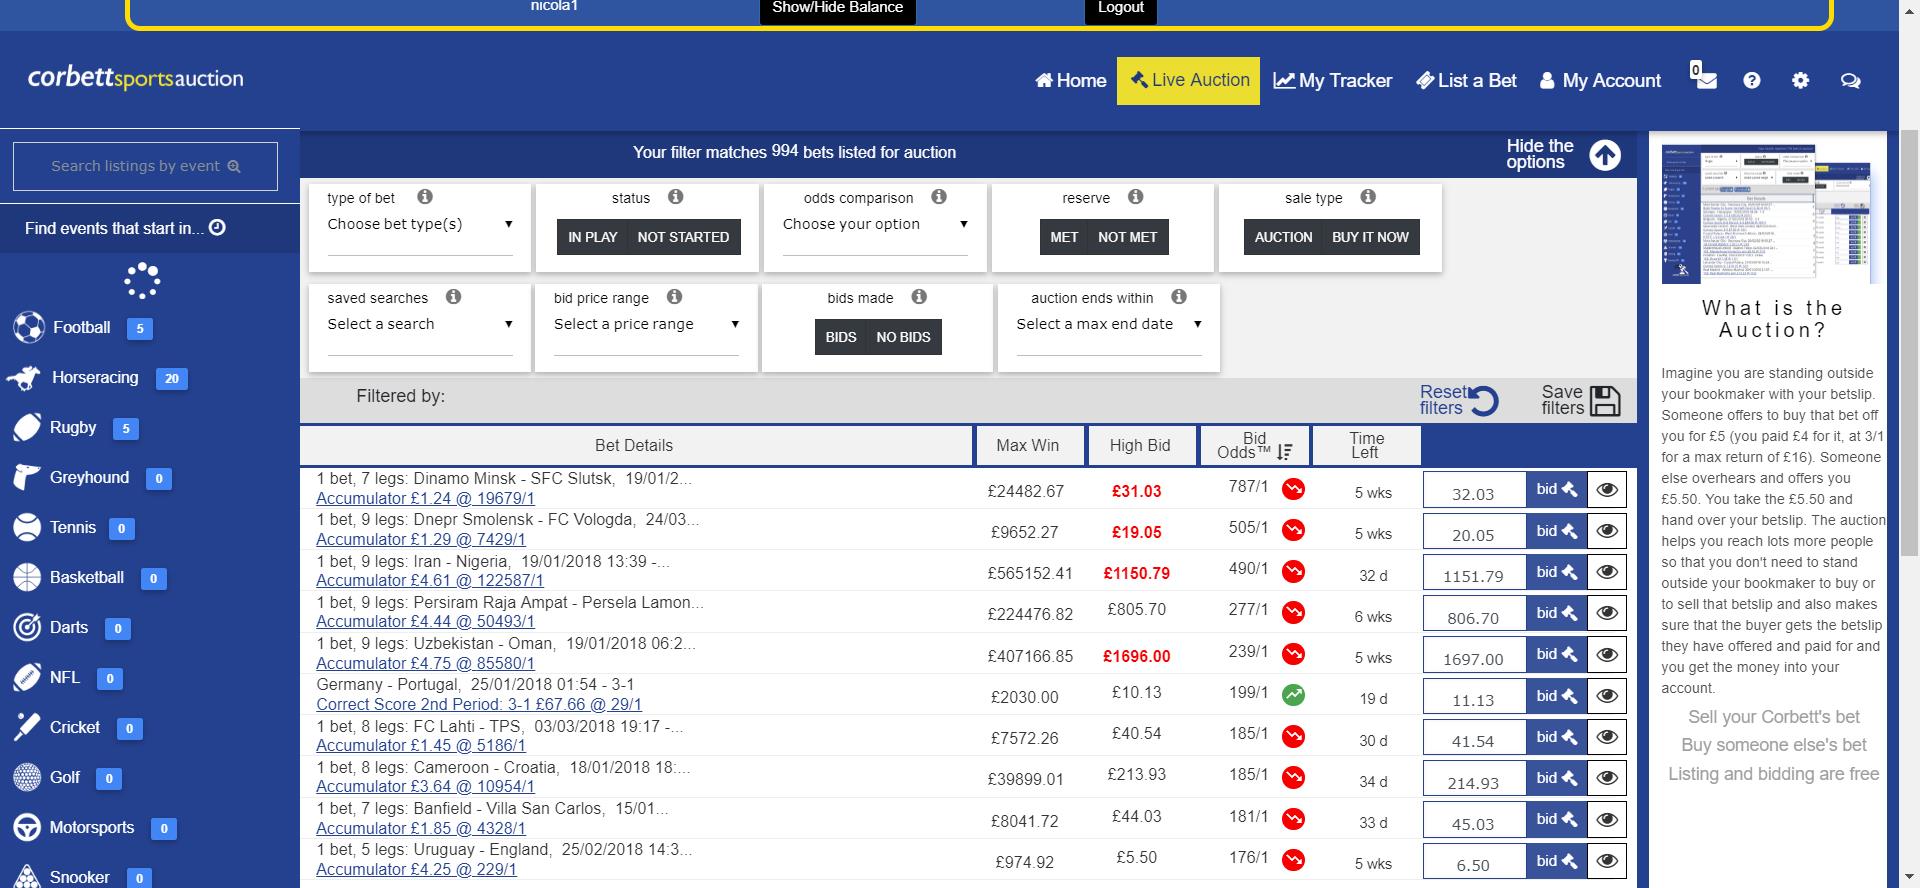 nicola1
Show/Hide Balance
Logout
corbettsportsauction
Home
Live Auction
My Tracker
List a Bet
My Account
0
Search listings by event
Find events that start in...
Football 5
Horseracing 20
Rugby 5
Greyhound 0
Tennis 0
Basketball 0
Darts 0
NFL 0
Cricket 0
Golf 0
Motorsports 0
Snooker 0
Your filter matches 994 bets listed for auction
Hide the
options
type of bet
Choose bet type(s)
status
IN PLAY NOT STARTED
odds comparison
Choose your option
reserve
MET NOT MET
sale type
AUCTION BUY IT NOW
saved searches
Select a search
bid price range
Select a price range
bids made
BIDS NO BIDS
auction ends within
Select a max end date
Filtered by:
Reset
filters
Save
filters
Bet Details
Max Win
High Bid
Bid
Odds™
Time
Left
1 bet, 7 legs: Dinamo Minsk - SFC Slutsk, 19/01/2...
Accumulator £1.24 @ 19679/1
£24482.67 £31.03 787/1 5 wks 32.03 bid
1 bet, 9 legs: Dnepr Smolensk - FC Vologda, 24/03...
Accumulator £1.29 @ 7429/1
£9652.27 £19.05 505/1 5 wks 20.05 bid
1 bet, 9 legs: Iran - Nigeria, 19/01/2018 13:39 -...
Accumulator £4.61 @ 122587/1
£565152.41 £1150.79 490/1 32 d 1151.79 bid
1 bet, 9 legs: Persiram Raja Ampat - Persela Lamon...
Accumulator £4.44 @ 50493/1
£224476.82 £805.70 277/1 6 wks 806.70 bid
1 bet, 9 legs: Uzbekistan - Oman, 19/01/2018 06:2...
Accumulator £4.75 @ 85580/1
£407166.85 £1696.00 239/1 5 wks 1697.00 bid
Germany - Portugal, 25/01/2018 01:54 - 3-1
Correct Score 2nd Period: 3-1 £67.66 @ 29/1
£2030.00 £10.13 199/1 19 d 11.13 bid
1 bet, 8 legs: FC Lahti - TPS, 03/03/2018 19:17 -...
Accumulator £1.45 @ 5186/1
£7572.26 £40.54 185/1 30 d 41.54 bid
1 bet, 8 legs: Cameroon - Croatia, 18/01/2018 18:...
Accumulator £3.64 @ 10954/1
£39899.01 £213.93 185/1 34 d 214.93 bid
1 bet, 7 legs: Banfield - Villa San Carlos, 15/01...
Accumulator £1.85 @ 4328/1
£8041.72 £44.03 181/1 33 d 45.03 bid
1 bet, 5 legs: Uruguay - England, 25/02/2018 14:3...
Accumulator £4.25 @ 229/1
£974.92 £5.50 176/1 5 wks 6.50 bid
What is the
Auction?
Imagine you are standing outside
your bookmaker with your betslip.
Someone offers to buy that bet off
you for £5 (you paid £4 for it, at 3/1
for a max return of £16). Someone
else overhears and offers you
£5.50. You take the £5.50 and
hand over your betslip. The auction
helps you reach lots more people
so that you don't need to stand
outside your bookmaker to buy or
to sell that betslip and also makes
sure that the buyer gets the betslip
they have offered and paid for and
you get the money into your
account.
Sell your Corbett's bet
Buy someone else's bet
Listing and bidding are free